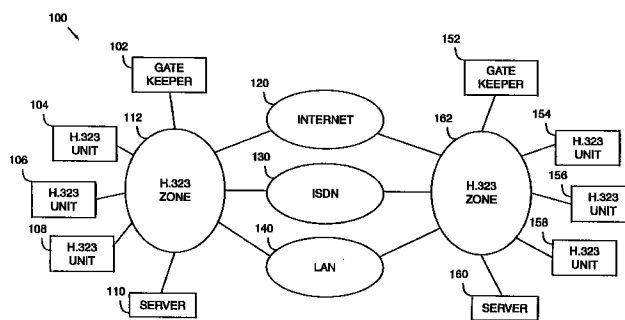 100
102
GATE
KEEPER
152
GATE
KEEPER
104
H.323
UNIT
112
120
INTERNET
162
154
H.323
UNIT
106
H.323
UNIT
H.323
ZONE
130
ISDN
H.323
ZONE
156
H.323
UNIT
108
H.323
UNIT
140
LAN
158
H.323
UNIT
110
SERVER
160
SERVER